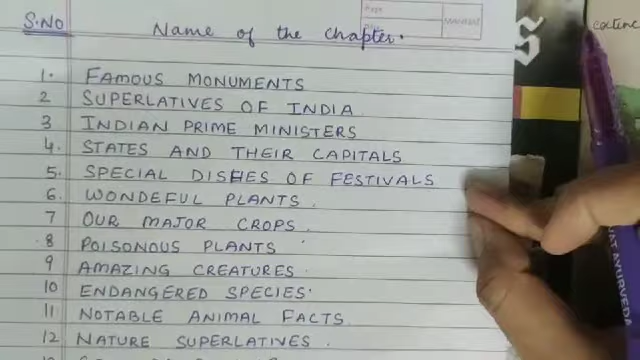 S.No Name of the chapter.
1. FAMOUS MONUMENTS
2 SUPERLATIVES OF INDIA
3 INDIAN PRIME MINISTERS
4. STATES AND THEIR CAPITALS
5. SPECIAL DISHES OF FESTIVALS
6. WONDEFUL PLANTS.
7 OUR MAJOR CROPS.
8 POISONOUS PLANTS
9 AMAZING CREATURES.
10 ENDANGERED SPECIES.
11 NOTABLE ANIMAL FACTS.
12 NATURE SUPERLATIVES.
AYURVEDA